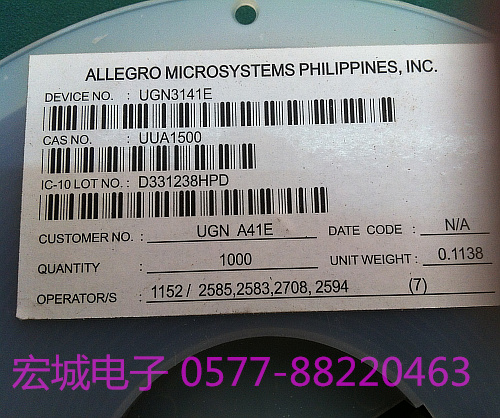 ALLEGRO MICROSYSTEMS PHILIPPINES, INC.
DEVICE NO. : UGN3141E
CAS NO. : UUA1500
IC-10 LOT NO. : D331238HPD
CUSTOMER NO. : UGN A41E DATE CODE : N/A
QUANTITY : 1000 UNIT WEIGHT : 0.1138
OPERATOR/S : 1152 / 2585,2583,2708, 2594 (7)
宏城电子 0577-88220463